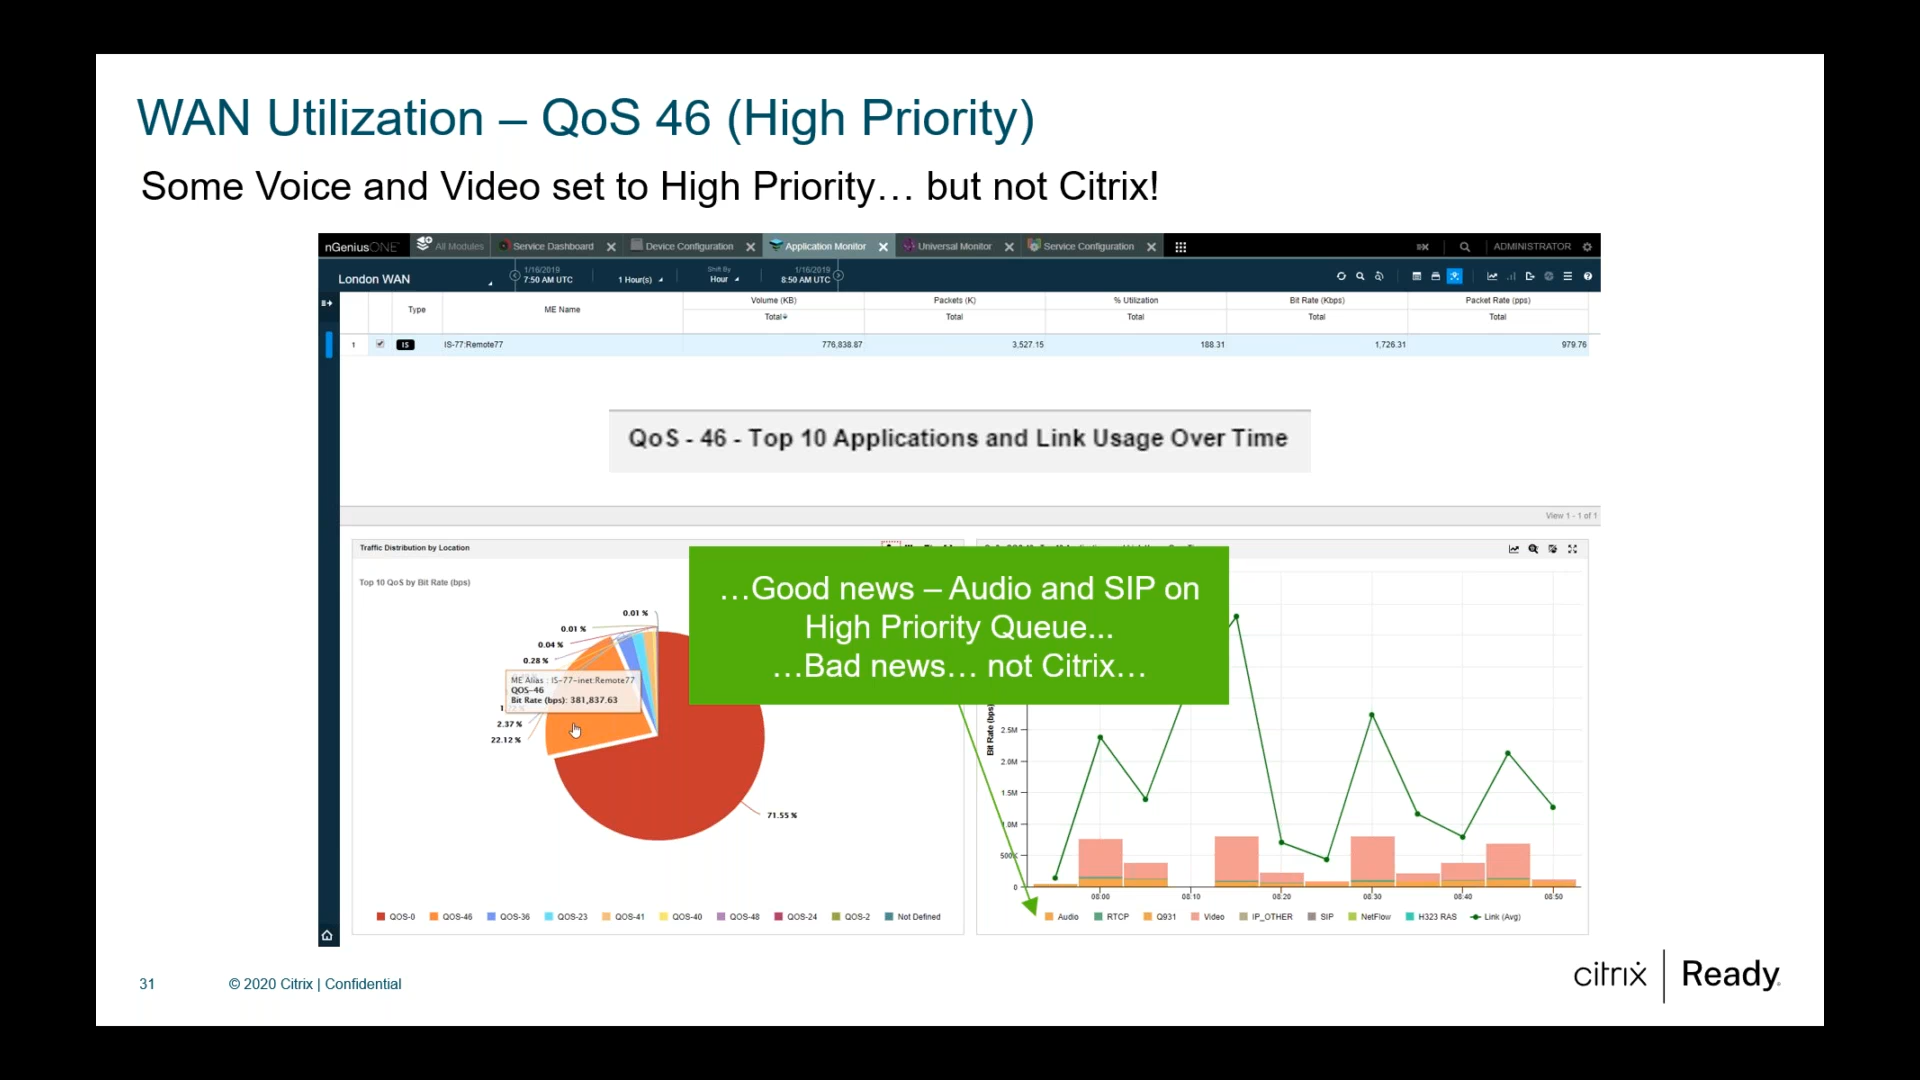 WAN Utilization – QoS 46 (High Priority)
Some Voice and Video set to High Priority… but not Citrix!
nGeniusONE All Modules Service Dashboard Device Configuration Application Monitor Universal Monitor Service Configuration ADMINISTRATOR
London WAN 1/16/2019 7:50 AM UTC 1 Hour(s) Shift By Hour 1/16/2019 8:50 AM UTC
Type ME Name Volume (KB) Packets (K) % Utilization Bit Rate (Kbps) Packet Rate (pps)
Total Total Total Total Total
1 IS IS-77:Remote77 776,838.87 3,527.15 188.31 1,726.31 979.76
QoS - 46 - Top 10 Applications and Link Usage Over Time
View 1 - 1 of 1
Traffic Distribution by Location
Top 10 QoS by Bit Rate (bps)
0.01 %
0.01 %
0.04 %
0.28 %
ME Alias : IS-77-inet:Remote77
QOS-46
Bit Rate (bps): 381,837.63
2.37 %
22.12 %
71.55 %
QOS-0 QOS-46 QOS-36 QOS-23 QOS-41 QOS-40 QOS-48 QOS-24 QOS-2 Not Defined
…Good news – Audio and SIP on
High Priority Queue...
…Bad news… not Citrix…
Bit Rate (bps)
2.5M
2.0M
1.5M
1.0M
500K
0
08:00 08:10 08:20 08:30 08:40 08:50
Audio RTCP Q931 Video IP_OTHER SIP NetFlow H323 RAS Link (Avg)
31 © 2020 Citrix | Confidential
citrix Ready